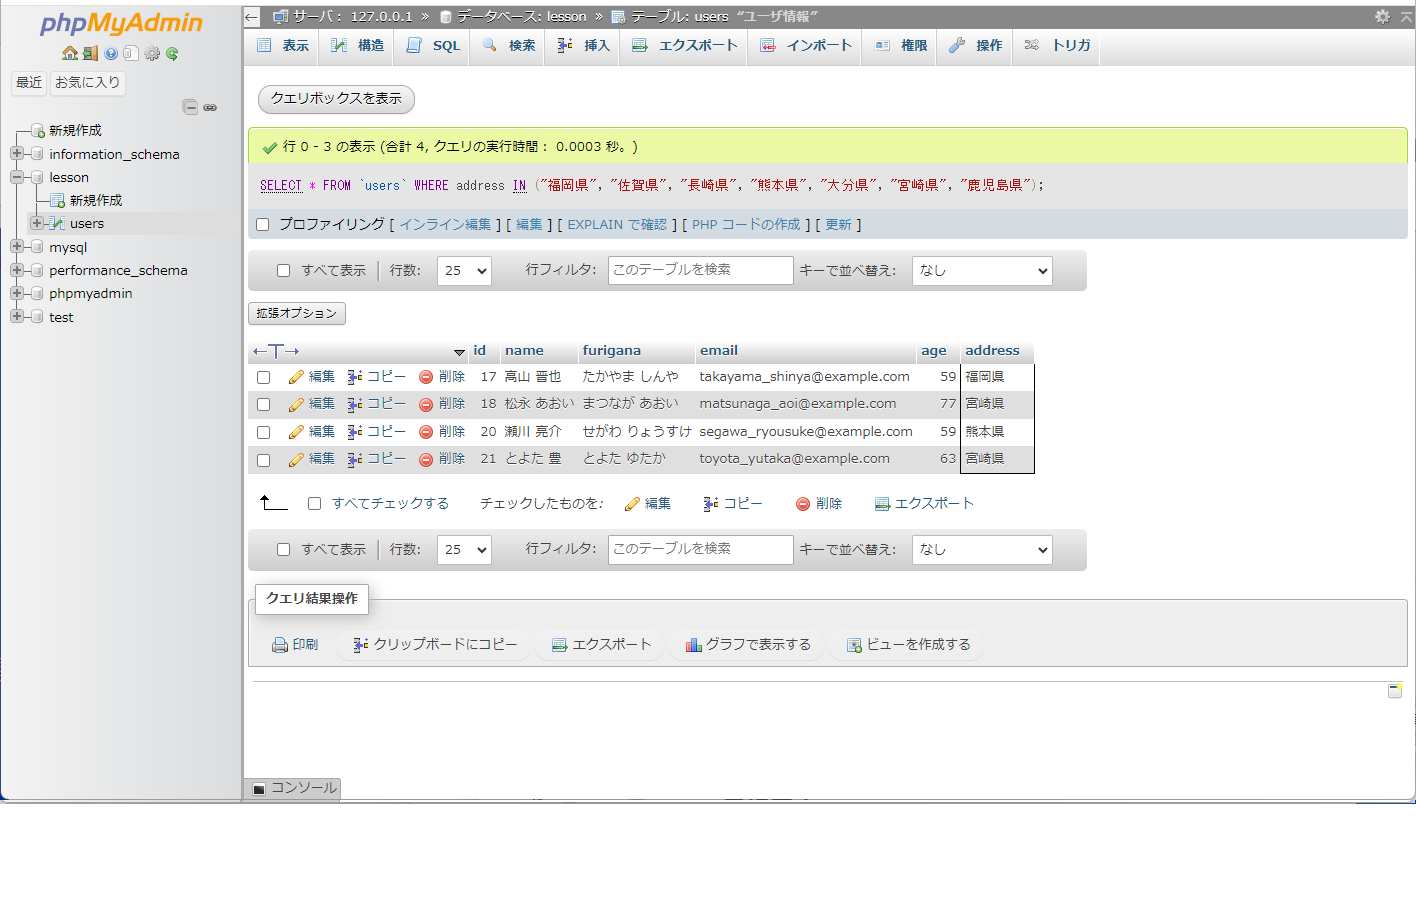 phpMyAdmin
最近 お気に入り
新規作成
information_schema
lesson
新規作成
users
mysql
performance_schema
phpmyadmin
test
サーバ: 127.0.0.1 » データベース: lesson » テーブル: users “ユーザ情報”
表示 構造 SQL 検索 挿入 エクスポート インポート 権限 操作 トリガ
クエリボックスを表示
行 0 - 3 の表示 (合計 4, クエリの実行時間: 0.0003 秒。)
SELECT * FROM `users` WHERE address IN ("福岡県", "佐賀県", "長崎県", "熊本県", "大分県", "宮崎県", "鹿児島県");
プロファイリング [ インライン編集 ] [ 編集 ] [ EXPLAIN で確認 ] [ PHP コードの作成 ] [ 更新 ]
すべて表示 行数: 25 行フィルタ: このテーブルを検索 キーで並べ替え: なし
拡張オプション
←T→ id name furigana email age address
編集 コピー 削除 17 高山 晋也 たかやま しんや takayama_shinya@example.com 59 福岡県
編集 コピー 削除 18 松永 あおい まつなが あおい matsunaga_aoi@example.com 77 宮崎県
編集 コピー 削除 20 瀬川 亮介 せがわ りょうすけ segawa_ryousuke@example.com 59 熊本県
編集 コピー 削除 21 とよた 豊 とよた ゆたか toyota_yutaka@example.com 63 宮崎県
すべてチェックする チェックしたものを: 編集 コピー 削除 エクスポート
すべて表示 行数: 25 行フィルタ: このテーブルを検索 キーで並べ替え: なし
クエリ結果操作
印刷 クリップボードにコピー エクスポート グラフで表示する ビューを作成する
コンソール